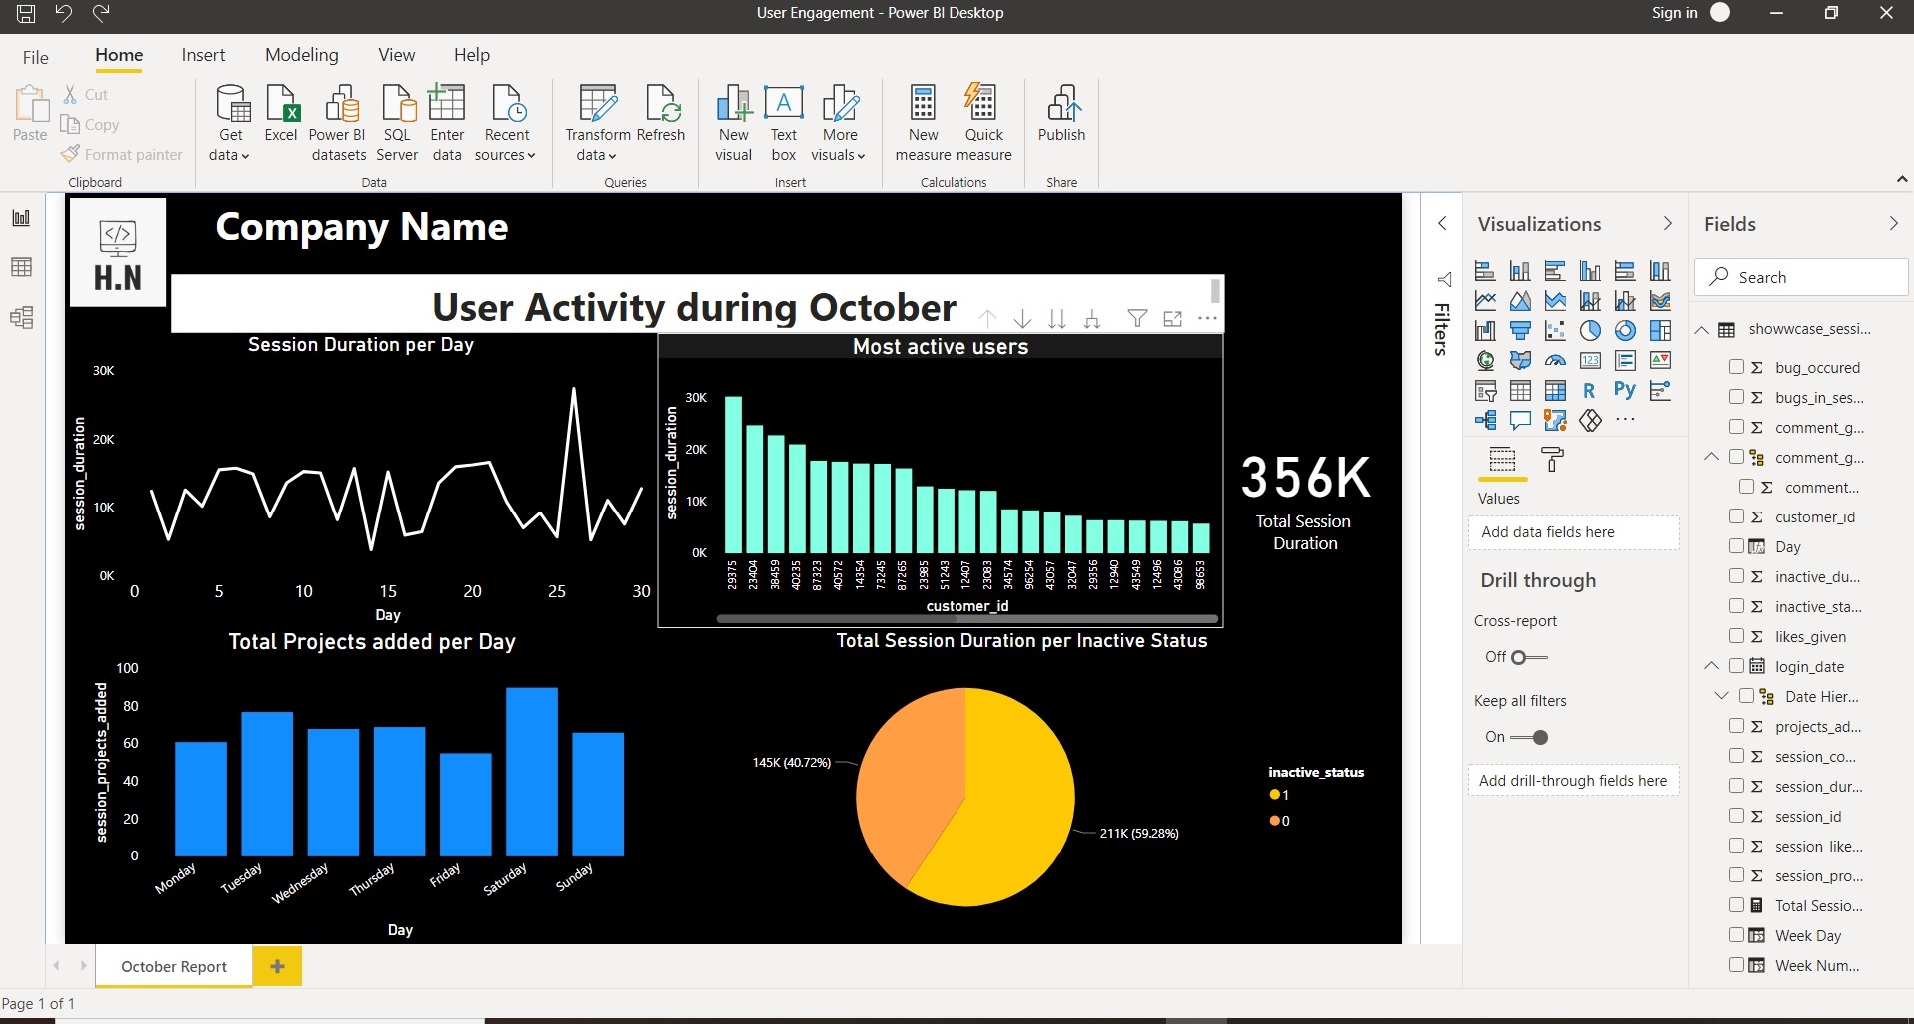 User Engagement - Power BI Desktop
Sign in
File
Home
Insert
Modeling
View
Help
Paste
Cut
Copy
Format painter
Clipboard
Get data
Excel
Power BI datasets
SQL Server
Enter data
Recent sources
Data
Transform data
Refresh
Queries
New visual
Text box
More visuals
Insert
New measure
Quick measure
Calculations
Publish
Share
</>
H.N
Company Name
User Activity during October
Session Duration per Day
session_duration
30K
20K
10K
0K
0
5
10
15
20
25
30
Day
Most active users
session_duration
30K
20K
10K
0K
29375
23404
38459
40235
87323
40572
14354
73245
87265
23985
51243
12407
23083
34574
96254
43057
32047
29356
12940
43549
12496
43086
98653
customer_id
356K
Total Session
Duration
Total Projects added per Day
session_projects_added
100
80
60
40
20
0
Monday
Tuesday
Wednesday
Thursday
Friday
Saturday
Sunday
Day
Total Session Duration per Inactive Status
145K (40.72%)
211K (59.28%)
inactive_status
1
0
Filters
Visualizations
123
R
Py
Values
Add data fields here
Drill through
Cross-report
Off
Keep all filters
On
Add drill-through fields here
Fields
Search
showwcase_sessi...
bug_occured
bugs_in_ses...
comment_g...
comment_g...
comment...
customer_id
Day
inactive_du...
inactive_sta...
likes_given
login_date
Date Hier...
projects_ad...
session_co...
session_dur...
session_id
session_like...
session_pro...
Total Sessio...
Week Day
Week Num...
October Report
Page 1 of 1